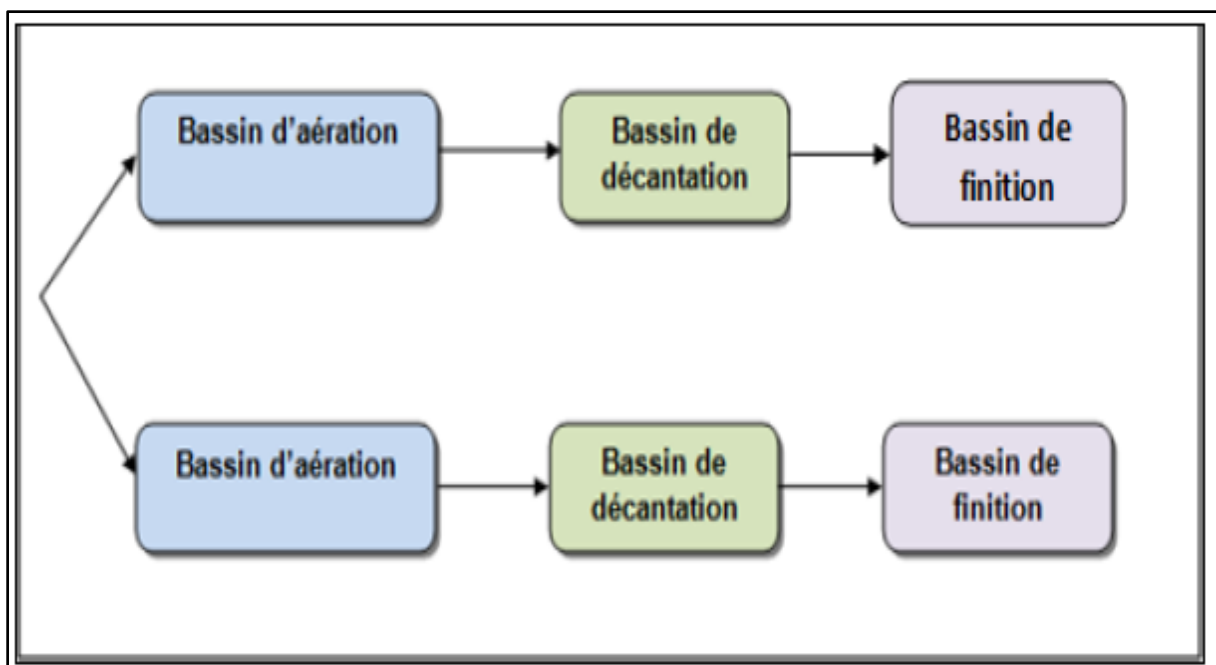 Bassin d'aération
Bassin de
décantation
Bassin de
finition
Bassin d'aération
Bassin de
décantation
Bassin de
finition